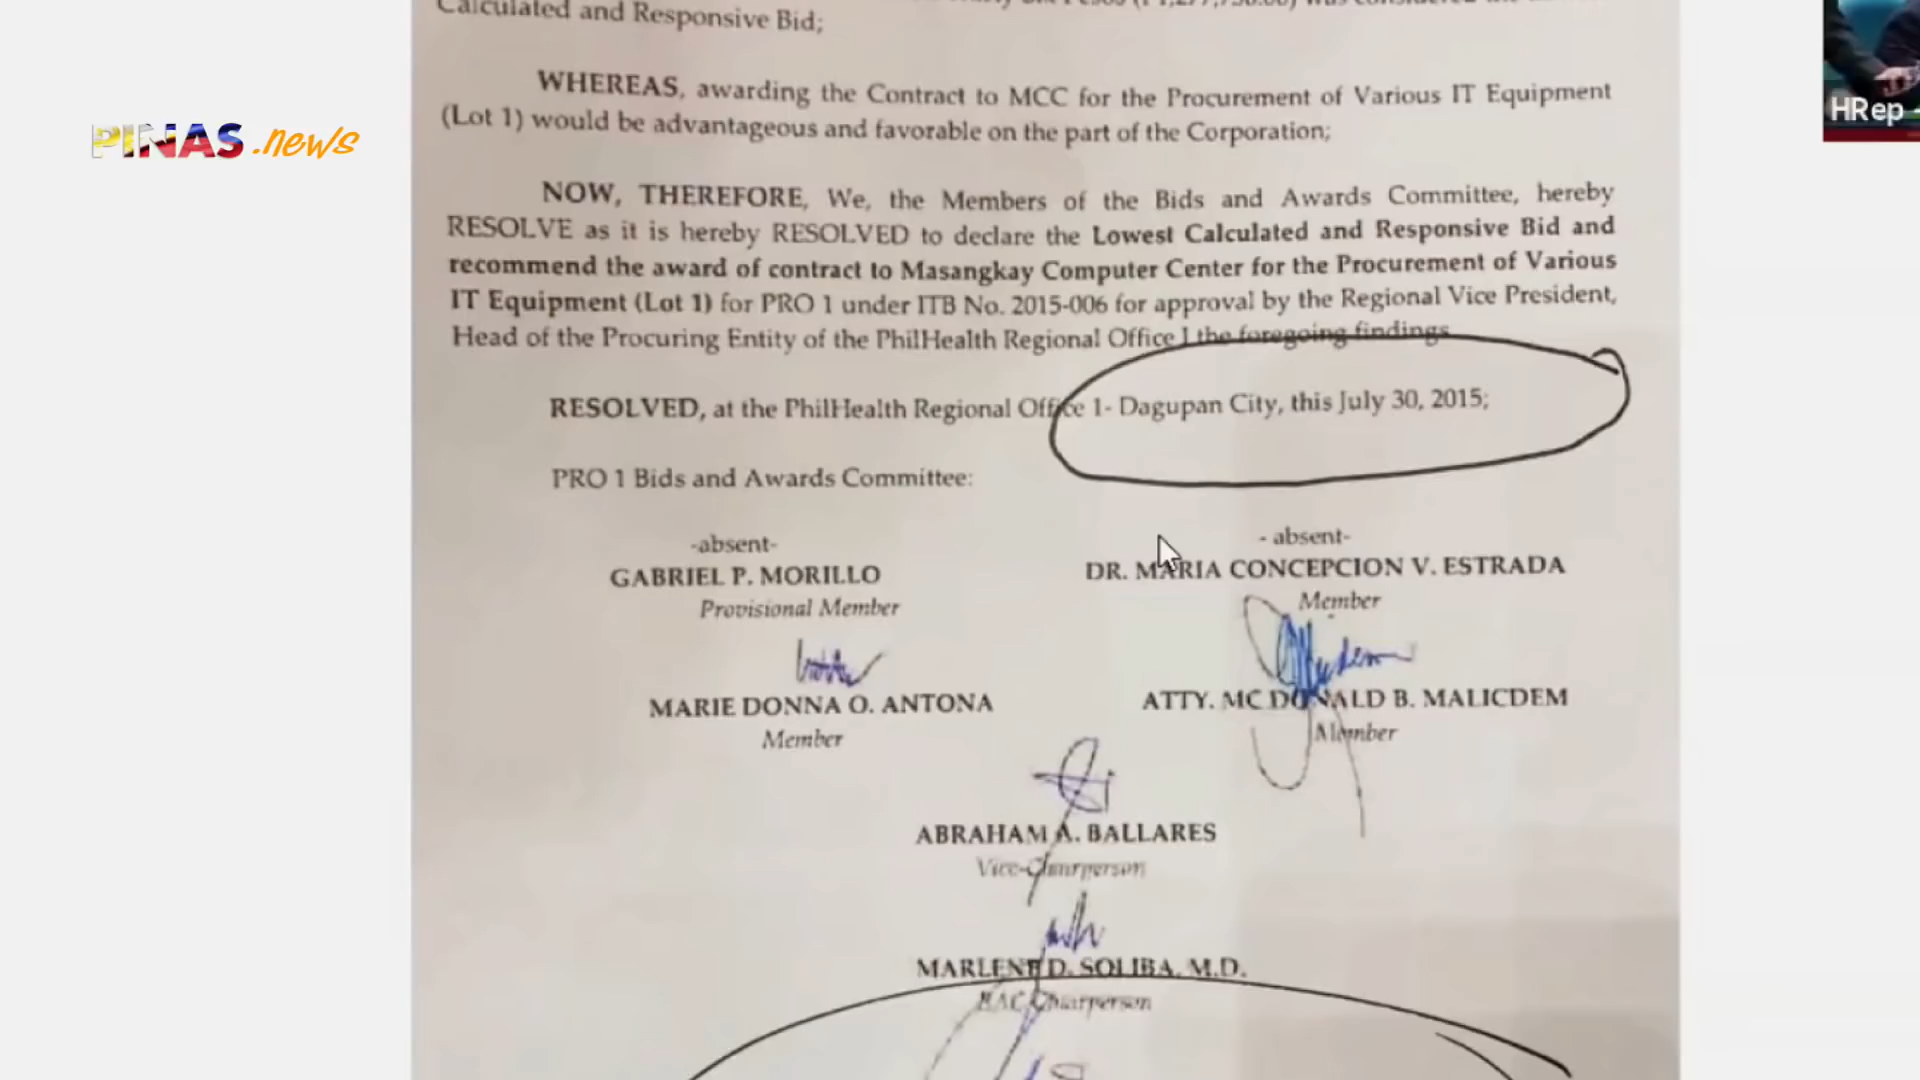 Calculated and Responsive Bid;
WHEREAS, awarding the Contract to MCC for the Procurement of Various IT Equipment
(Lot 1) would be advantageous and favorable on the part of the Corporation;
NOW, THEREFORE, We, the Members of the Bids and Awards Committee, hereby
RESOLVE as it is hereby RESOLVED to declare the Lowest Calculated and Responsive Bid and
recommend the award of contract to Masangkay Computer Center for the Procurement of Various
IT Equipment (Lot 1) for PRO 1 under ITB No. 2015-006 for approval by the Regional Vice President,
Head of the Procuring Entity of the PhilHealth Regional Office I the foregoing findings
RESOLVED, at the PhilHealth Regional Office 1- Dagupan City, this July 30, 2015;
PRO 1 Bids and Awards Committee:
-absent-
GABRIEL P. MORILLO
Provisional Member
- absent-
DR. MARIA CONCEPCION V. ESTRADA
Member
MARIE DONNA O. ANTONA
Member
ATTY. MC DONALD B. MALICDEM
Member
ABRAHAM A. BALLARES
Vice-Chairperson
MARLENE D. SOLIBA, M.D.
BAC Chairperson
PINAS .news
HRep